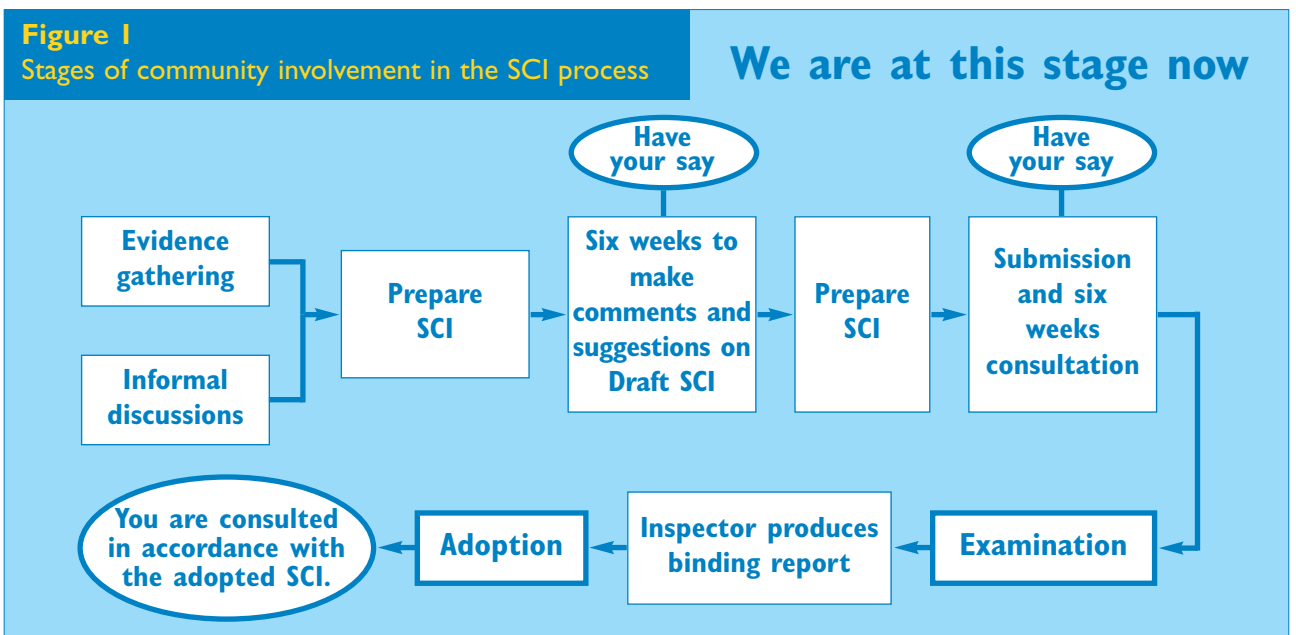 Figure 1
Stages of community involvement in the SCI process
We are at this stage now
Have
your say
Have
your say
Evidence
gathering
Informal
discussions
Prepare
SCI
Six weeks to
make
comments and
suggestions on
Draft SCI
Prepare
SCI
Submission
and six
weeks
consultation
Examination
Inspector produces
binding report
Adoption
You are consulted
in accordance with
the adopted SCI.